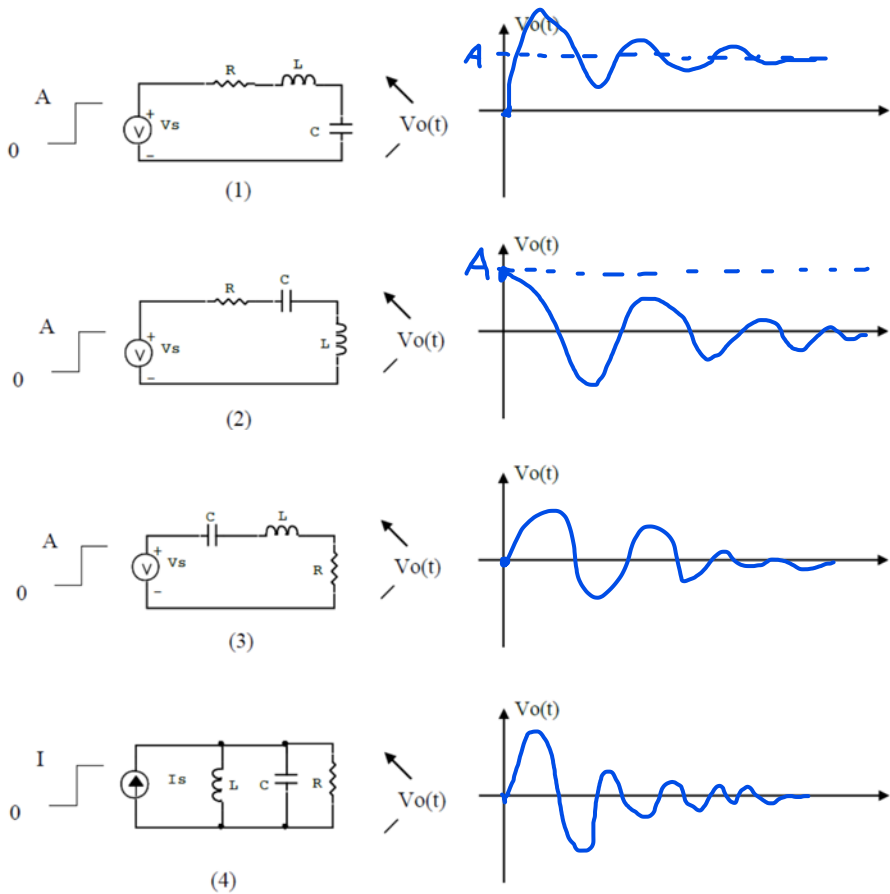 Vo(t)
A
A
R
L
+
V
Vs
−
C
0
Vo(t)
(1)
Vo(t)
A
R
C
A
+
V
Vs
−
L
0
Vo(t)
(2)
Vo(t)
C
L
A
+
V
Vs
−
R
0
Vo(t)
(3)
Vo(t)
I
Is
L
C
R
0
Vo(t)
(4)